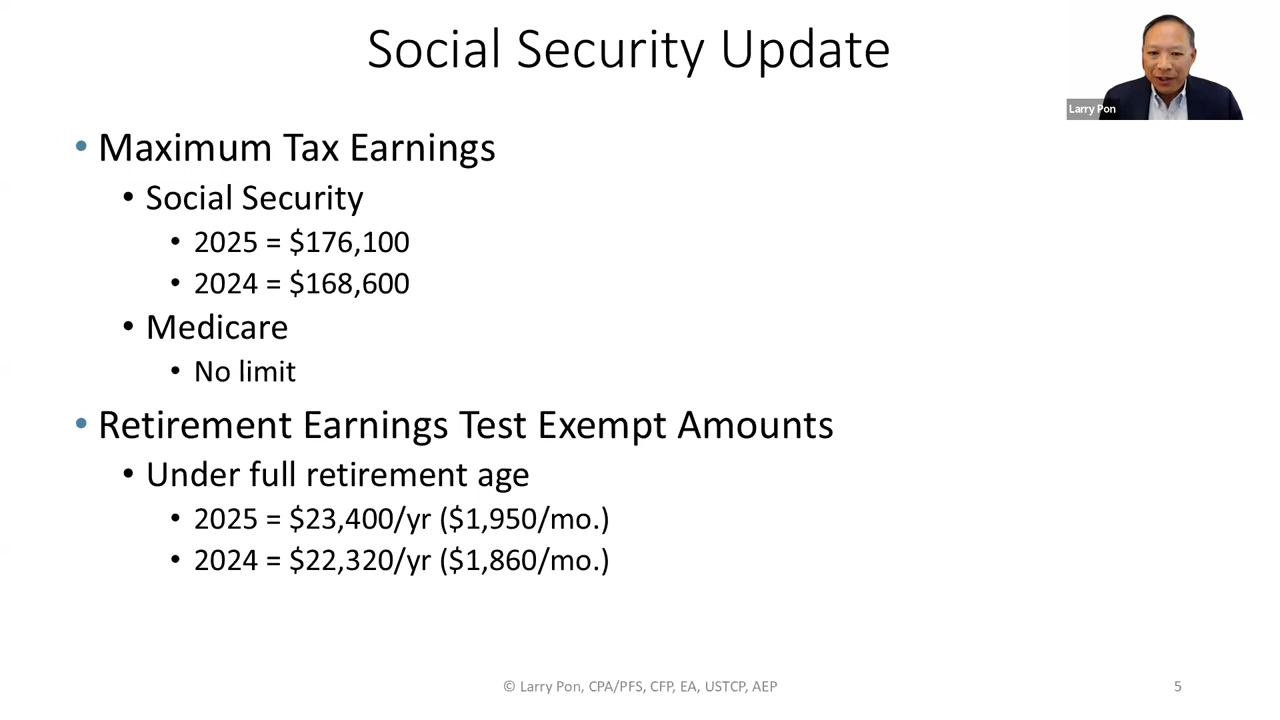 Social Security Update
Larry Pon
• Maximum Tax Earnings
• Social Security
• 2025 = $176,100
• 2024 = $168,600
• Medicare
• No limit
• Retirement Earnings Test Exempt Amounts
• Under full retirement age
• 2025 = $23,400/yr ($1,950/mo.)
• 2024 = $22,320/yr ($1,860/mo.)
© Larry Pon, CPA/PFS, CFP, EA, USTCP, AEP
5